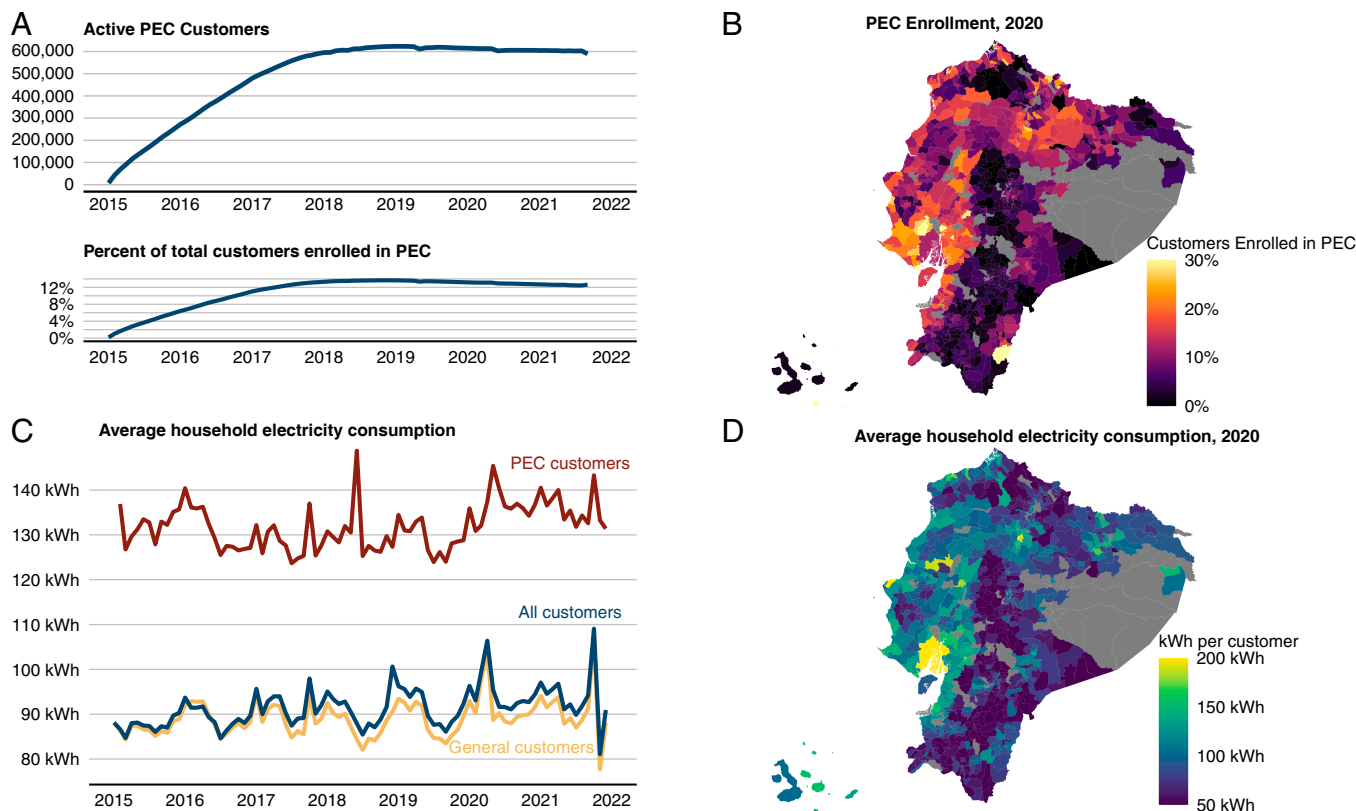 A
Active PEC Customers
600,000
500,000
400,000
300,000
200,000
100,000
0
2015 2016 2017 2018 2019 2020 2021 2022
Percent of total customers enrolled in PEC
12%
8%
4%
0%
2015 2016 2017 2018 2019 2020 2021 2022
B
PEC Enrollment, 2020
Customers Enrolled in PEC
30%
20%
10%
0%
C
Average household electricity consumption
PEC customers
140 kWh
130 kWh
120 kWh
All customers
110 kWh
100 kWh
90 kWh
General customers
80 kWh
2015 2016 2017 2018 2019 2020 2021 2022
D
Average household electricity consumption, 2020
kWh per customer
200 kWh
150 kWh
100 kWh
50 kWh